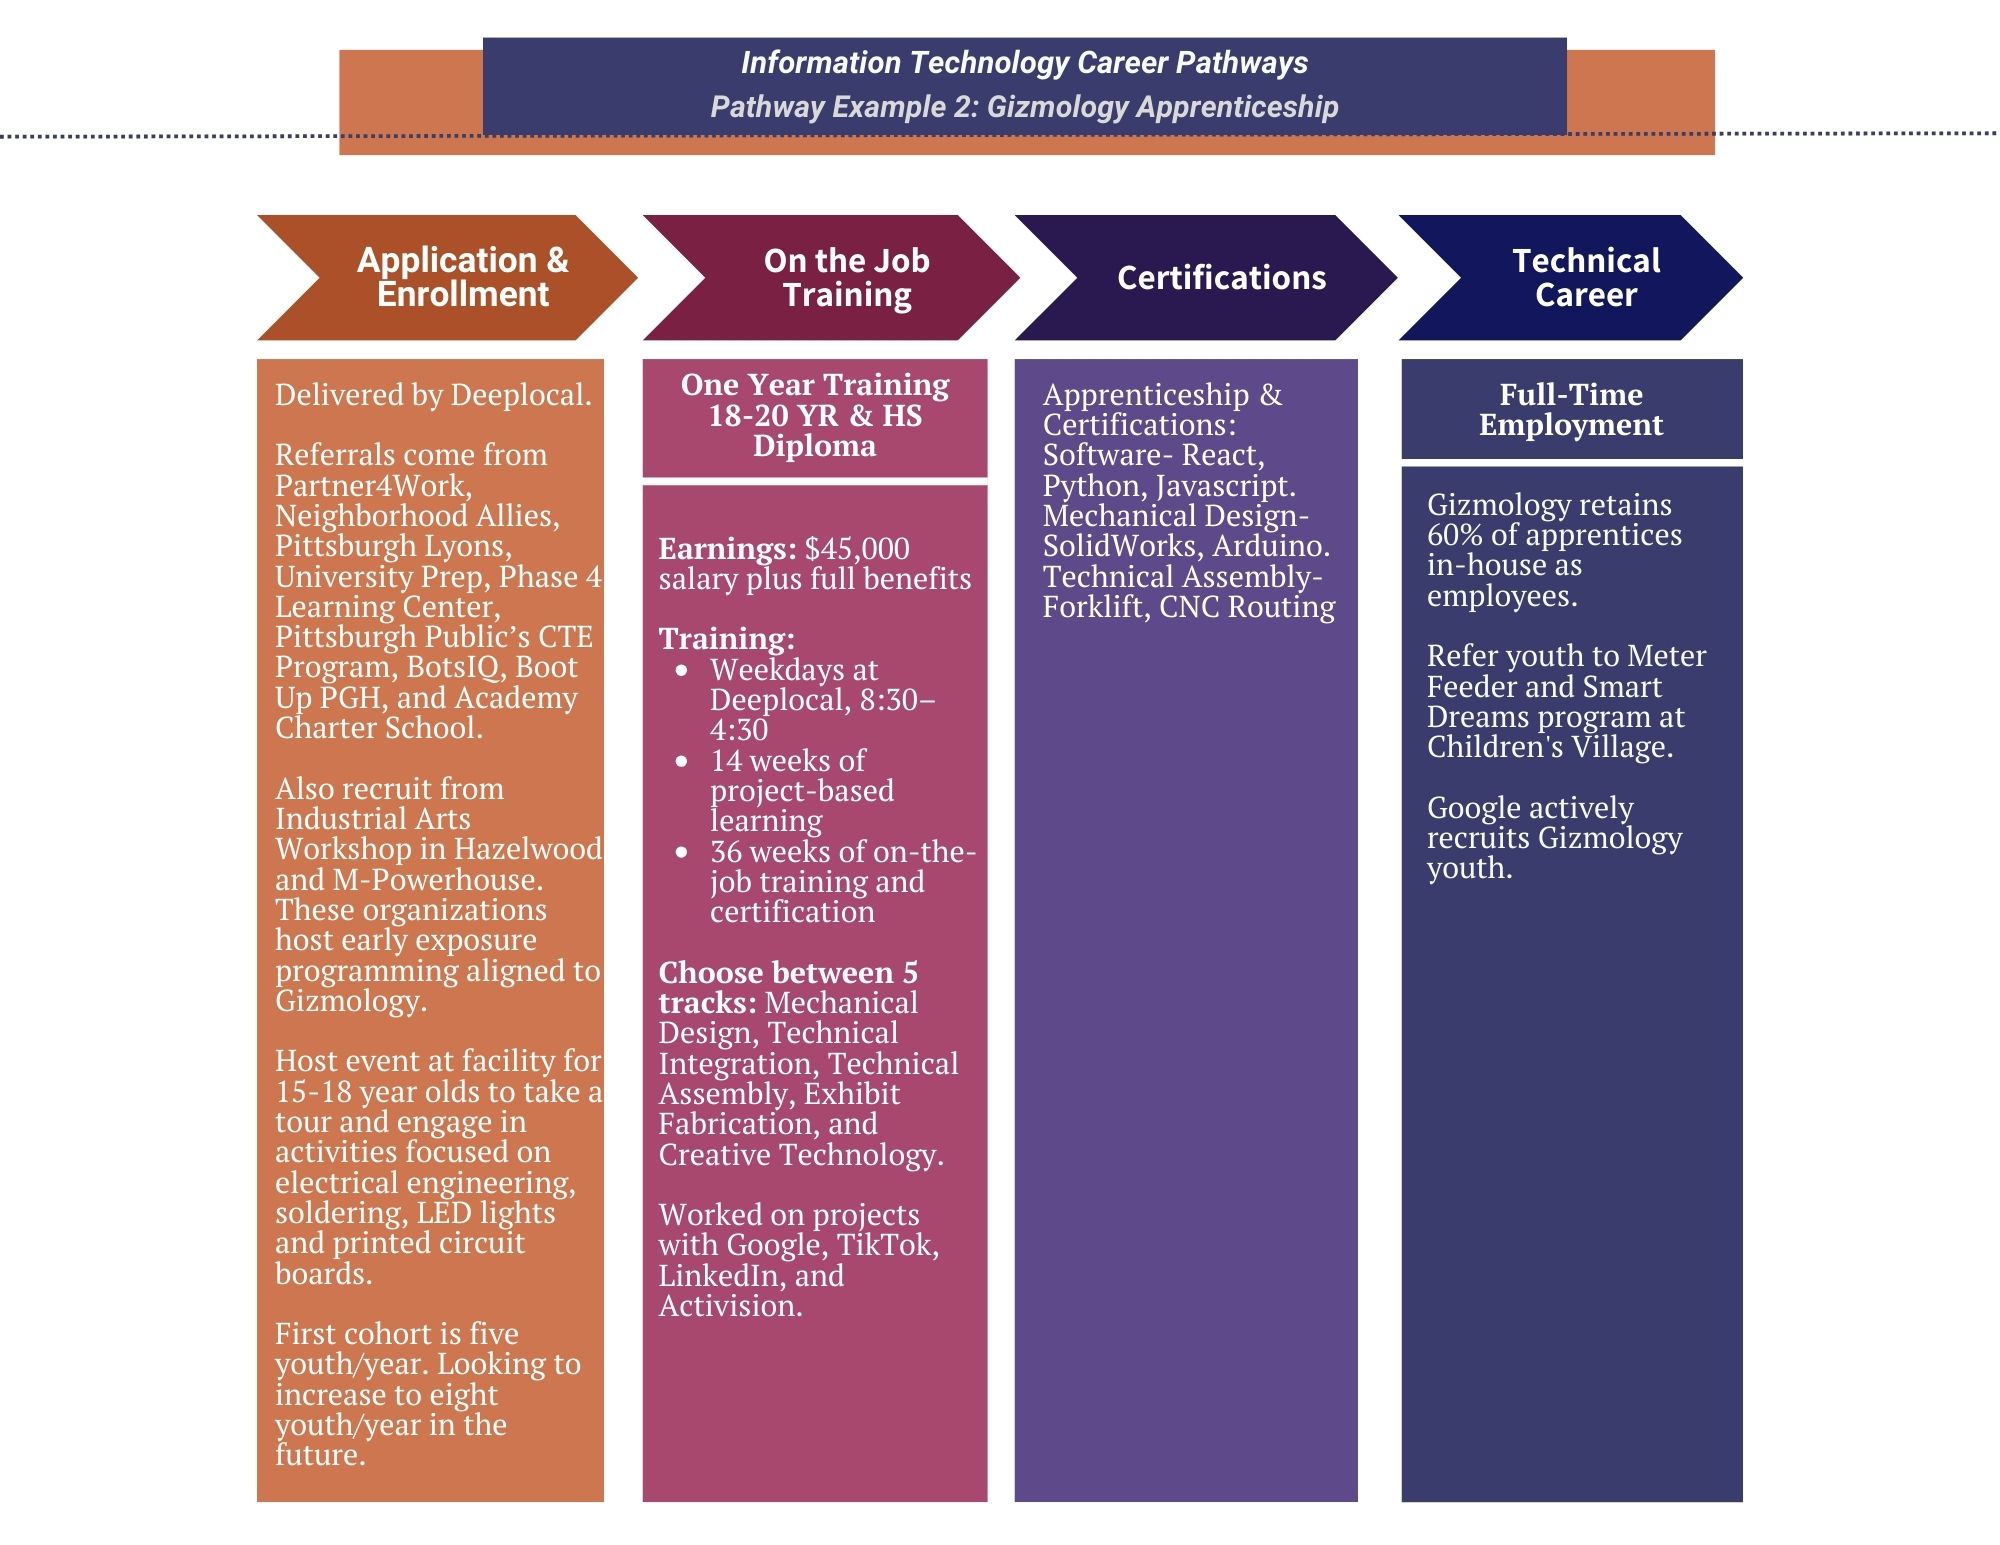 Information Technology Career Pathways
Pathway Example 2: Gizmology Apprenticeship
Application &
Enrollment
Delivered by Deeplocal.
Referrals come from
Partner4Work,
Neighborhood Allies,
Pittsburgh Lyons,
University Prep, Phase 4
Learning Center,
Pittsburgh Public’s CTE
Program, BotsIQ, Boot
Up PGH, and Academy
Charter School.
Also recruit from
Industrial Arts
Workshop in Hazelwood
and M-Powerhouse.
These organizations
host early exposure
programming aligned to
Gizmology.
Host event at facility for
15-18 year olds to take a
tour and engage in
activities focused on
electrical engineering,
soldering, LED lights
and printed circuit
boards.
First cohort is five
youth/year. Looking to
increase to eight
youth/year in the
future.
On the Job
Training
One Year Training
18-20 YR & HS
Diploma
Earnings: $45,000
salary plus full benefits
Training:
• Weekdays at
Deeplocal, 8:30–
4:30
• 14 weeks of
project-based
learning
• 36 weeks of on-the-
job training and
certification
Choose between 5
tracks: Mechanical
Design, Technical
Integration, Technical
Assembly, Exhibit
Fabrication, and
Creative Technology.
Worked on projects
with Google, TikTok,
LinkedIn, and
Activision.
Certifications
Apprenticeship &
Certifications:
Software- React,
Python, Javascript.
Mechanical Design-
SolidWorks, Arduino.
Technical Assembly-
Forklift, CNC Routing
Technical
Career
Full-Time
Employment
Gizmology retains
60% of apprentices
in-house as
employees.
Refer youth to Meter
Feeder and Smart
Dreams program at
Children's Village.
Google actively
recruits Gizmology
youth.